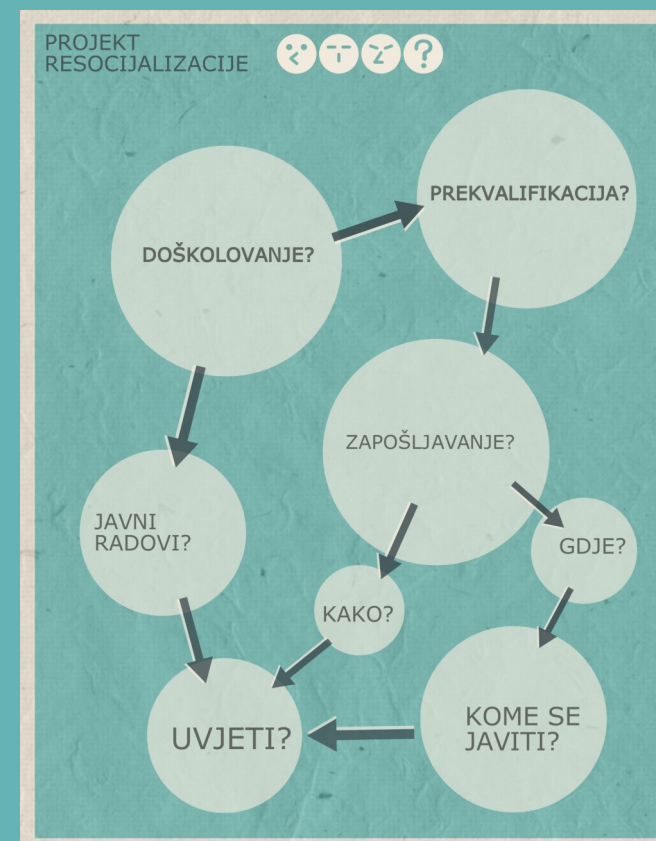 PROJEKT
RESOCIJALIZACIJE
?
PREKVALIFIKACIJA?
DOŠKOLOVANJE?
ZAPOŠLJAVANJE?
JAVNI
RADOVI?
GDJE?
KAKO?
UVJETI?
KOME SE
JAVITI?